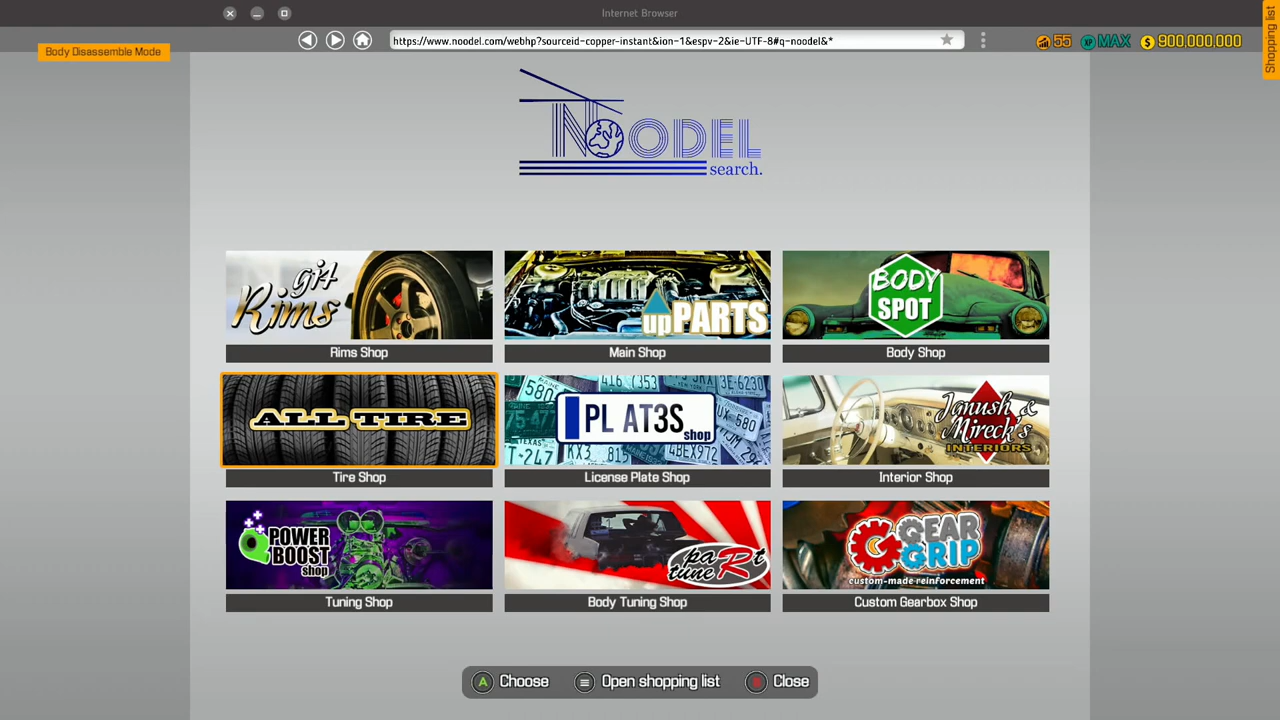 Internet Browser
Body Disassemble Mode
https://www.noodel.com/webhp?sourceid-copper-instant&ion-1&espv-2&ie-UTF-8#q-noodel&*
55
XP MAX
$ 900,000,000
Shopping list
NOODEL
search.
gi4
Rims
upPARTS
BODY
SPOT
Rims Shop
Main Shop
Body Shop
ALL TIRE
PL AT3S
shop
Janush &
Mireck's
INTERIORS
Tire Shop
License Plate Shop
Interior Shop
POWER
BOOST
shop
paRt
tune
GEAR
GRIP
custom-made reinforcement
Tuning Shop
Body Tuning Shop
Custom Gearbox Shop
A Choose
Open shopping list
Close